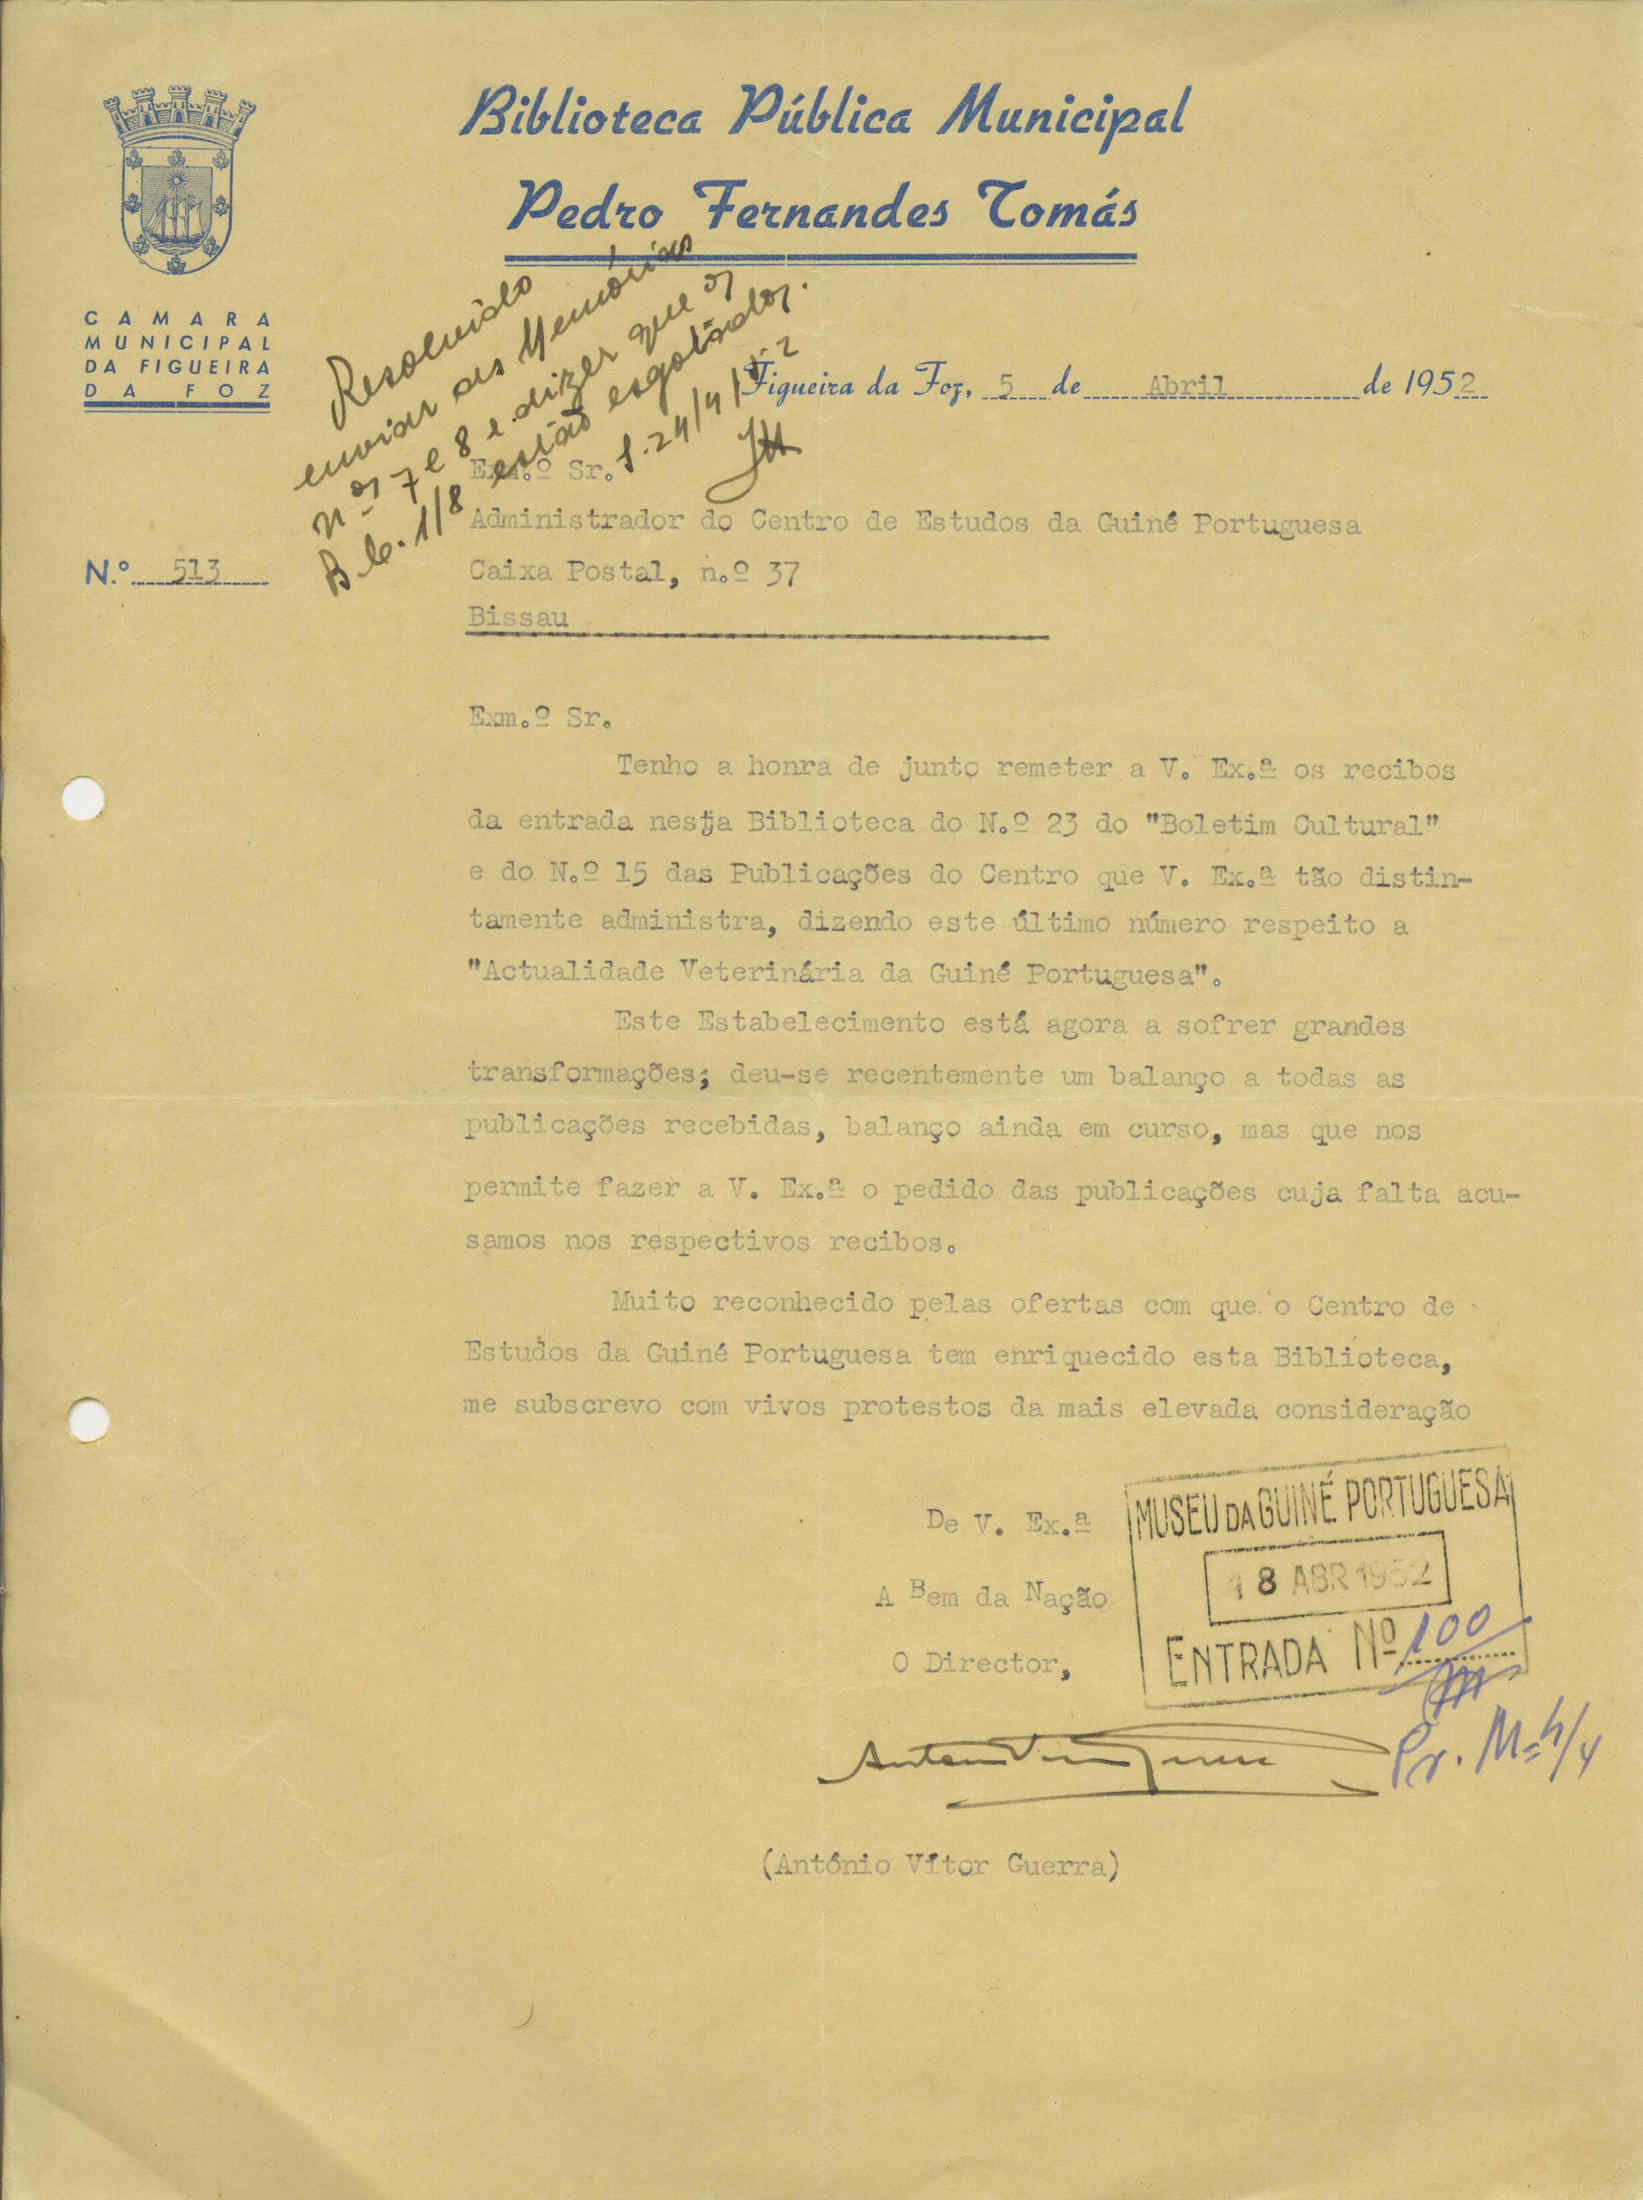 Biblioteca Pública Municipal
Pedro Fernandes Tomás
CAMARA
MUNICIPAL
DA FIGUEIRA
DA FOZ
Resolvido
enviar as Memórias
nos 7 e 8 e dizer que os
B. C. 1/8 estão esgotados.
24/4/52
Figueira da Foz, 5 de Abril de 1952
Exm.º Sr.
Administrador do Centro de Estudos da Guiné Portuguesa
N.º 513
Caixa Postal, n.º 37
Bissau
Exm.º Sr.
Tenho a honra de junto remeter a V. Ex.ª os recibos
da entrada nesta Biblioteca do N.º 23 do "Boletim Cultural"
e do N.º 15 das Publicações do Centro que V. Ex.ª tão distin-
tamente administra, dizendo este último número respeito a
"Actualidade Veterinária da Guiné Portuguesa".
Este Estabelecimento está agora a sofrer grandes
transformações; deu-se recentemente um balanço a todas as
publicações recebidas, balanço ainda em curso, mas que nos
permite fazer a V. Ex.ª o pedido das publicações cuja falta acu-
samos nos respectivos recibos.
Muito reconhecido pelas ofertas com que o Centro de
Estudos da Guiné Portuguesa tem enriquecido esta Biblioteca,
me subscrevo com vivos protestos da mais elevada consideração
De V. Ex.ª
A Bem da Nação
O Director,
MUSEU DA GUINÉ PORTUGUESA
18 ABR 1952
ENTRADA Nº 100
(António Vítor Guerra)